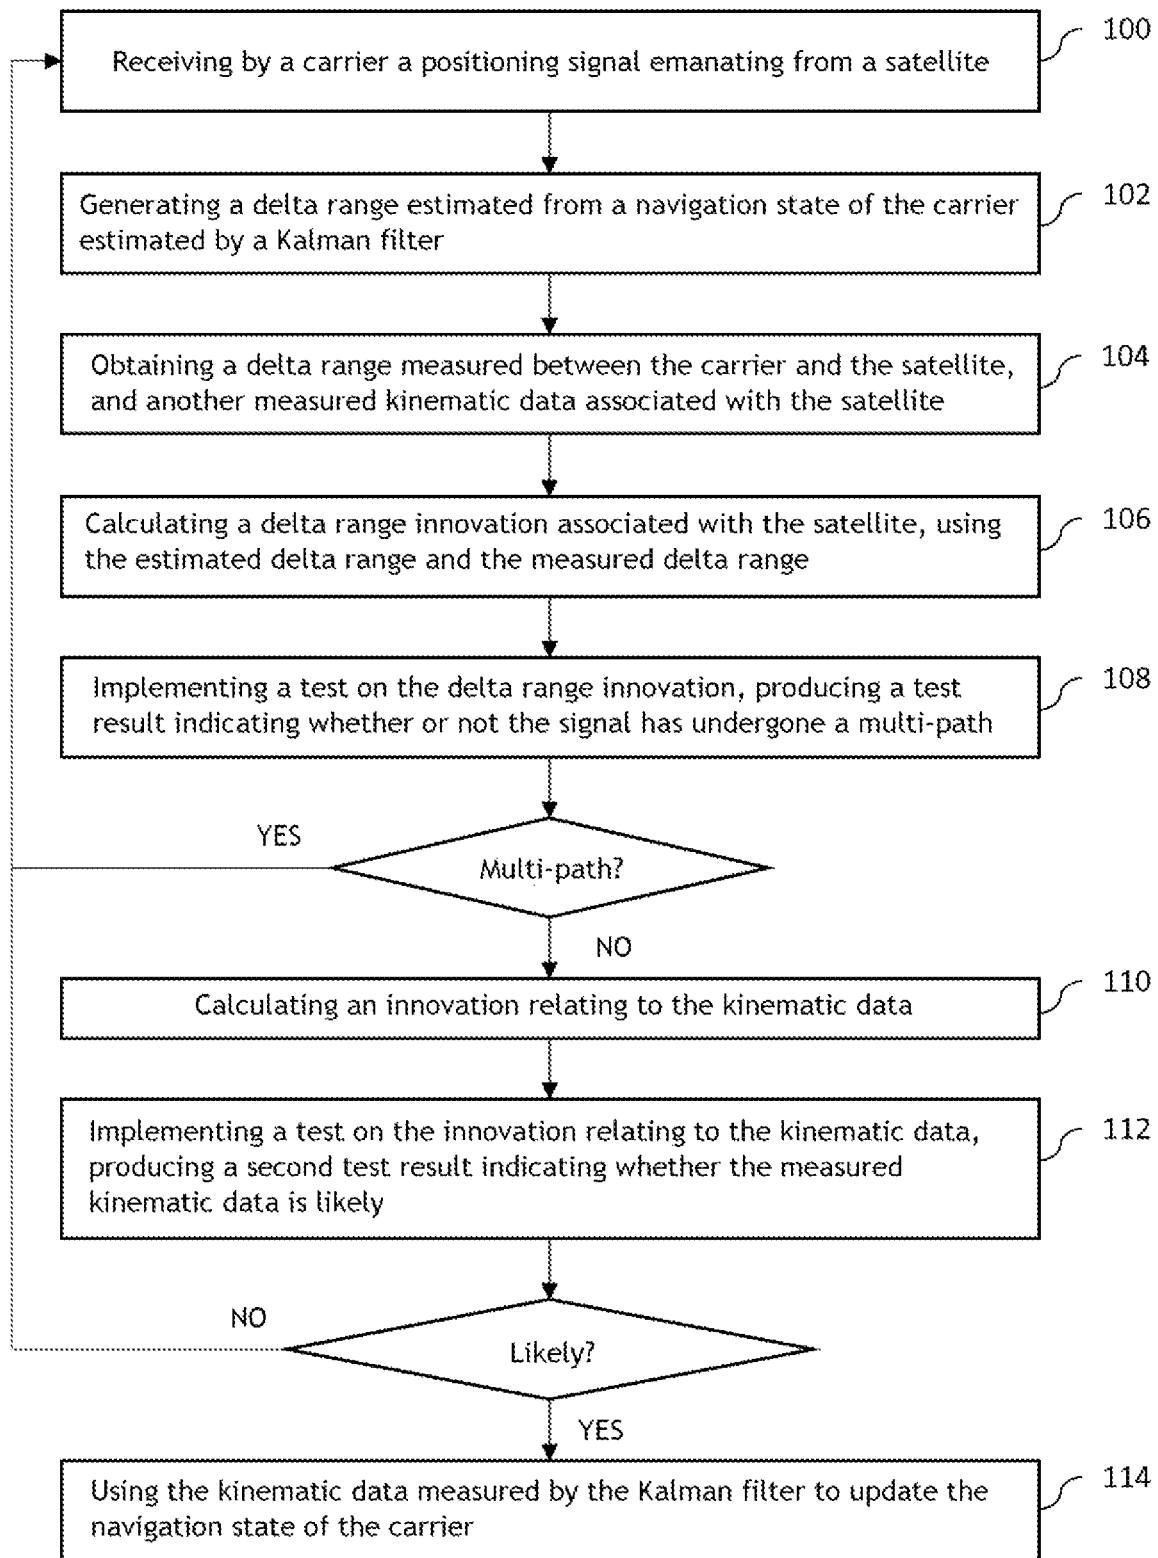 100
Receiving by a carrier a positioning signal emanating from a satellite
102
Generating a delta range estimated from a navigation state of the carrier
estimated by a Kalman filter
104
Obtaining a delta range measured between the carrier and the satellite,
and another measured kinematic data associated with the satellite
106
Calculating a delta range innovation associated with the satellite, using
the estimated delta range and the measured delta range
108
Implementing a test on the delta range innovation, producing a test
result indicating whether or not the signal has undergone a multi-path
YES
Multi-path?
NO
110
Calculating an innovation relating to the kinematic data
112
Implementing a test on the innovation relating to the kinematic data,
producing a second test result indicating whether the measured
kinematic data is likely
NO
Likely?
YES
114
Using the kinematic data measured by the Kalman filter to update the
navigation state of the carrier